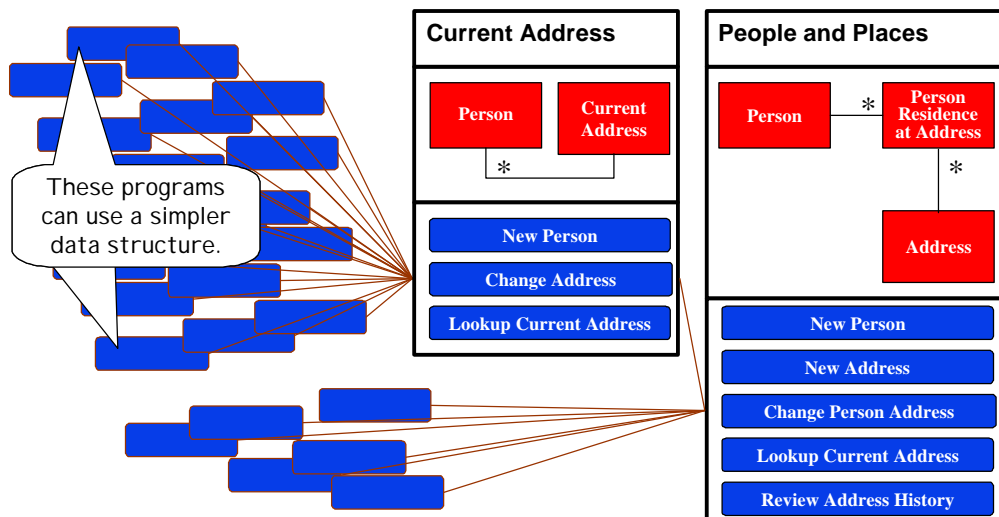 Current Address
Person
Current
Address
*
New Person
Change Address
Lookup Current Address
People and Places
Person
*
Person
Residence
at Address
*
Address
New Person
New Address
Change Person Address
Lookup Current Address
Review Address History
These programs
can use a simpler
data structure.